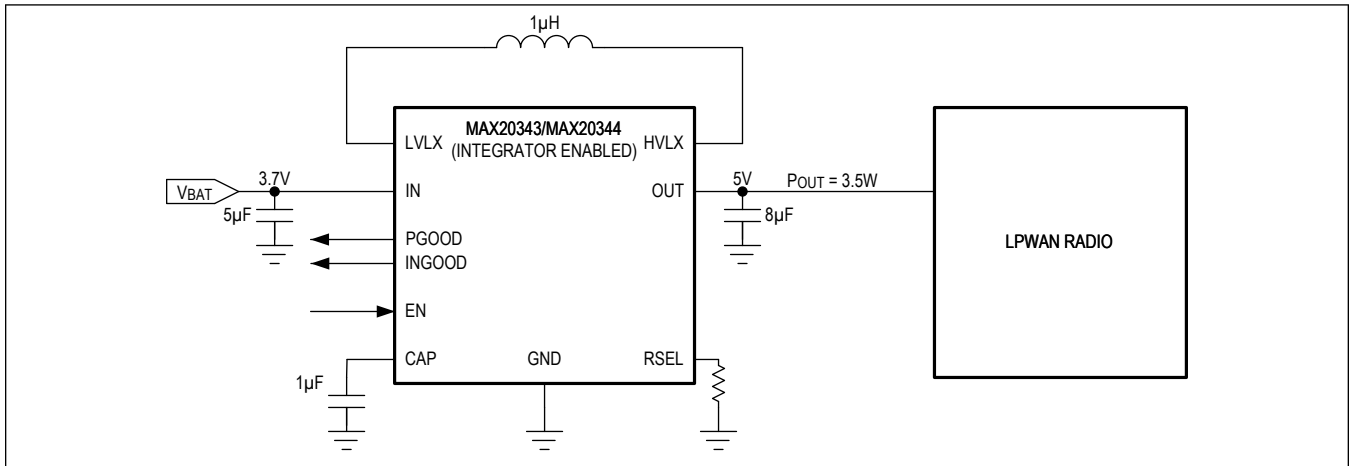 1µH
MAX20343/MAX20344
(INTEGRATOR ENABLED)
LVLX
HVLX
VBAT
3.7V
IN
OUT
5V
POUT = 3.5W
5µF
8µF
PGOOD
INGOOD
LPWAN RADIO
EN
CAP
GND
RSEL
1µF